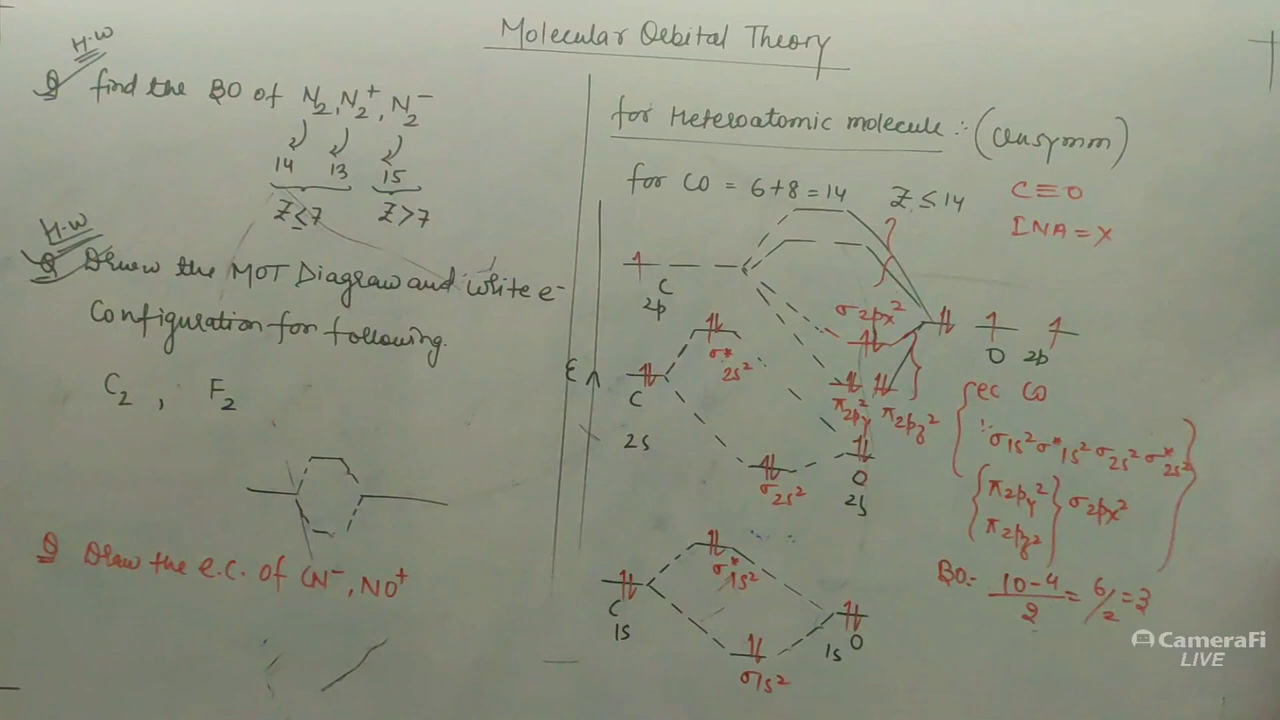 Molecular Orbital Theory
H.W
Q find the BO of N₂, N₂⁺, N₂⁻
14 13 15
Z≤7 Z>7
H.W
Q Draw the MOT Diagram and write e⁻
Configuration for following.
C₂ , F₂
Q Draw the e.c. of CN⁻, NO⁺
for Heteroatomic molecule :- (unsymm)
for CO = 6+8=14 Z≤14
C≡O
INA = X
C
2p
σ2px²
O 2p
σ*2s²
C
2s
π2py² π2pz²
O
2s
σ2s²
E
ec CO
σ1s² σ*1s² σ2s² σ*2s²
{π2py² π2pz²} σ2px²
BO = 10-4/2 = 6/2 = 3
σ*1s²
C
1s
1s O
σ1s²
CameraFi
LIVE